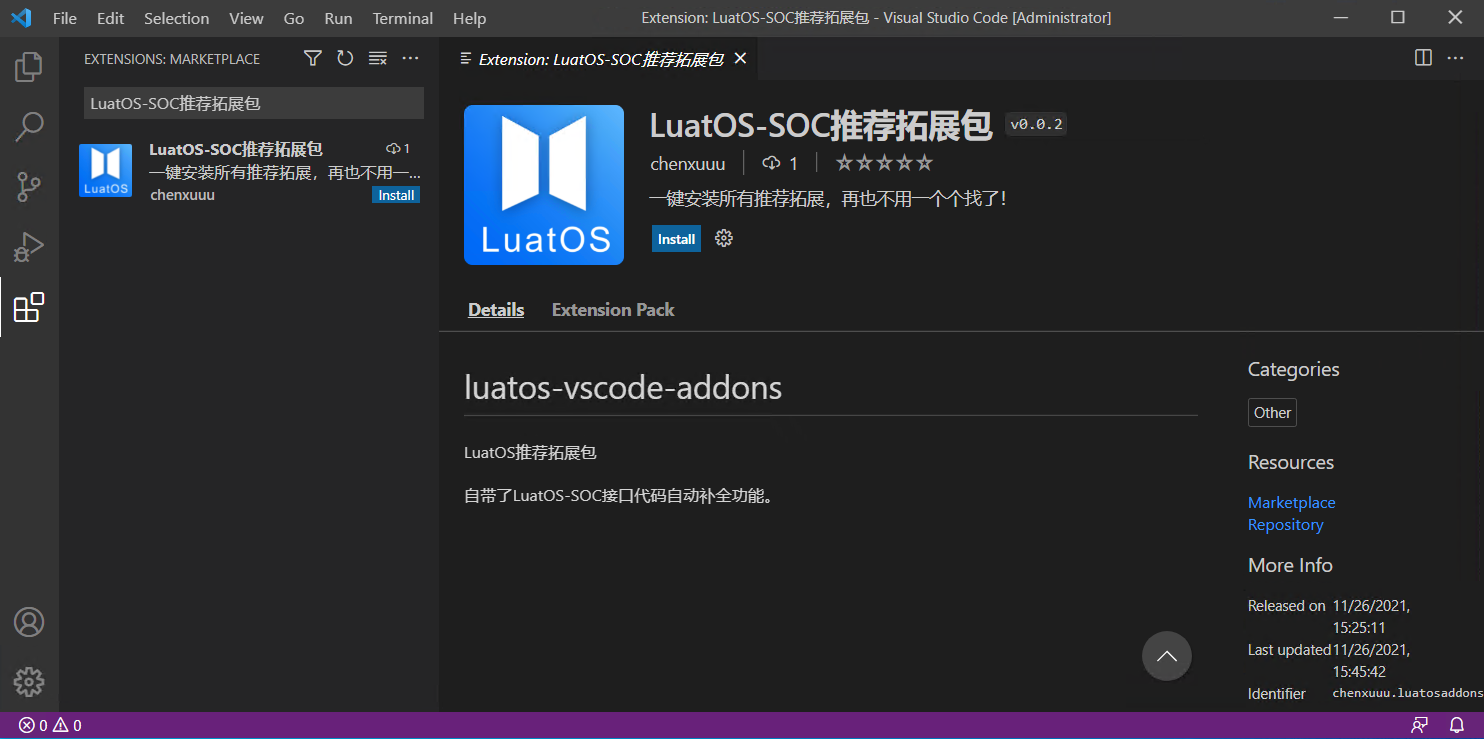 File Edit Selection View Go Run Terminal Help
Extension: LuatOS-SOC推荐拓展包 - Visual Studio Code [Administrator]
EXTENSIONS: MARKETPLACE
LuatOS-SOC推荐拓展包
LuatOS
LuatOS-SOC推荐拓展包 1
一键安装所有推荐拓展，再也不用一...
chenxuuu Install
Extension: LuatOS-SOC推荐拓展包
LuatOS
LuatOS-SOC推荐拓展包 v0.0.2
chenxuuu 1
一键安装所有推荐拓展，再也不用一个个找了！
Install
Details Extension Pack
luatos-vscode-addons
LuatOS推荐拓展包
自带了LuatOS-SOC接口代码自动补全功能。
Categories
Other
Resources
Marketplace
Repository
More Info
Released on 11/26/2021,
15:25:11
Last updated 11/26/2021,
15:45:42
Identifier chenxuuu.luatosaddons
0 0